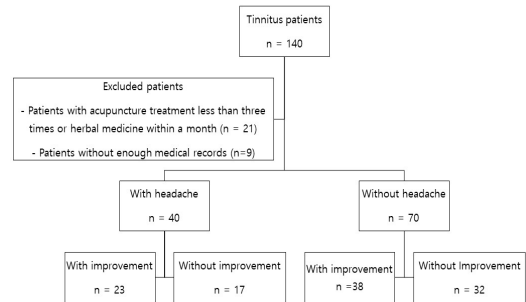 Tinnitus patients
n = 140
Excluded patients
- Patients with acupuncture treatment less than three
times or herbal medicine within a month (n = 21)
- Patients without enough medical records (n=9)
With headache
n = 40
Without headache
n = 70
With improvement
n = 23
Without improvement
n = 17
With improvement
n =38
Without Improvement
n = 32